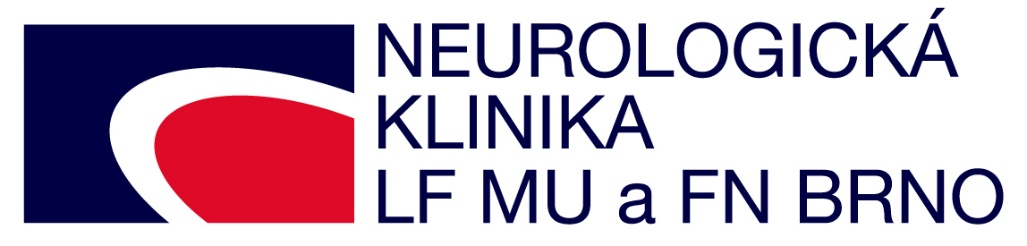 NEUROLOGICKÁ
KLINIKA
LF MU a FN BRNO